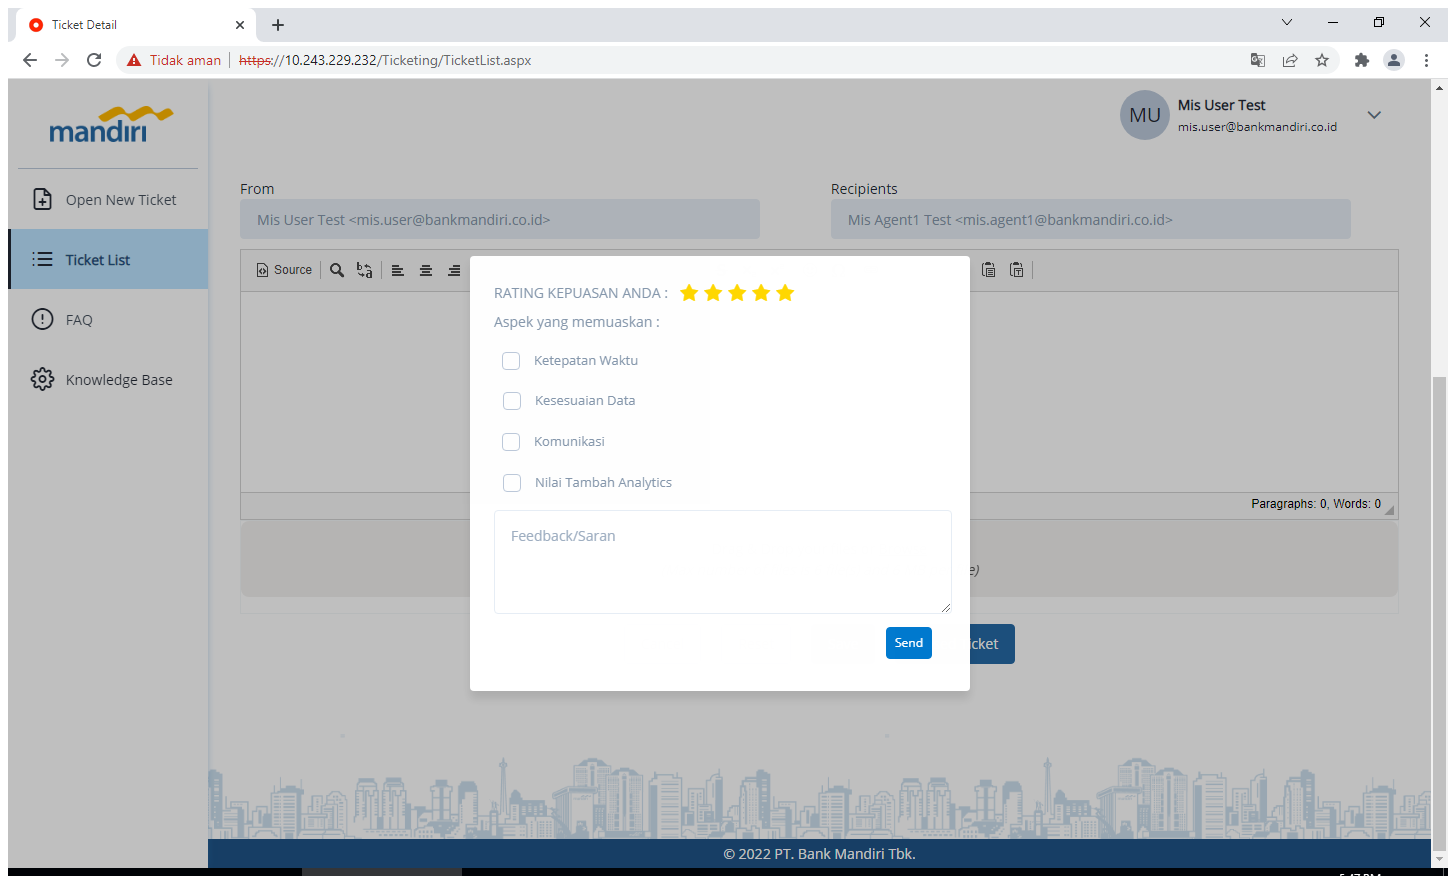 Ticket Detail
Tidak aman
https://10.243.229.232/Ticketing/TicketList.aspx
mandiri
MU
Mis User Test
mis.user@bankmandiri.co.id
Open New Ticket
Ticket List
FAQ
Knowledge Base
From
Recipients
Mis User Test <mis.user@bankmandiri.co.id>
Mis Agent1 Test <mis.agent1@bankmandiri.co.id>
Source
RATING KEPUASAN ANDA :
Aspek yang memuaskan :
Ketepatan Waktu
Kesesuaian Data
Komunikasi
Nilai Tambah Analytics
Paragraphs: 0, Words: 0
Feedback/Saran
e)
Send
icket
© 2022 PT. Bank Mandiri Tbk.